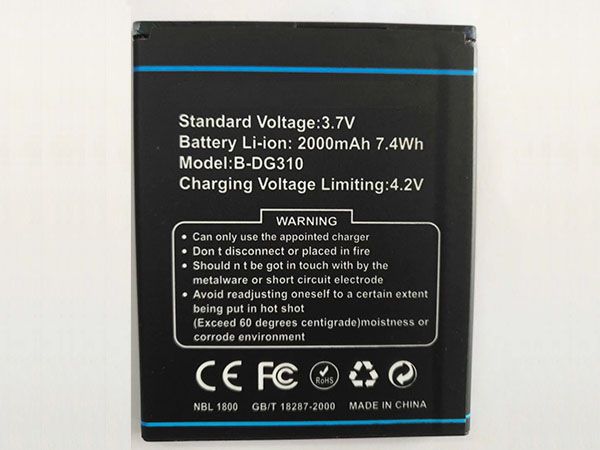 Standard Voltage:3.7V
Battery Li-ion: 2000mAh 7.4Wh
Model:B-DG310
Charging Voltage Limiting:4.2V
WARNING
• Can only use the appointed charger
• Don t disconnect or placed in fire
• Should n t be got in touch with by the
metalware or short circuit electrode
• Avoid readjusting oneself to a certain extent
being put in hot shot
(Exceed 60 degrees centigrade)moistness or
corrode environment
CE FC RoHS
NBL 1800 GB/T 18287-2000 MADE IN CHINA